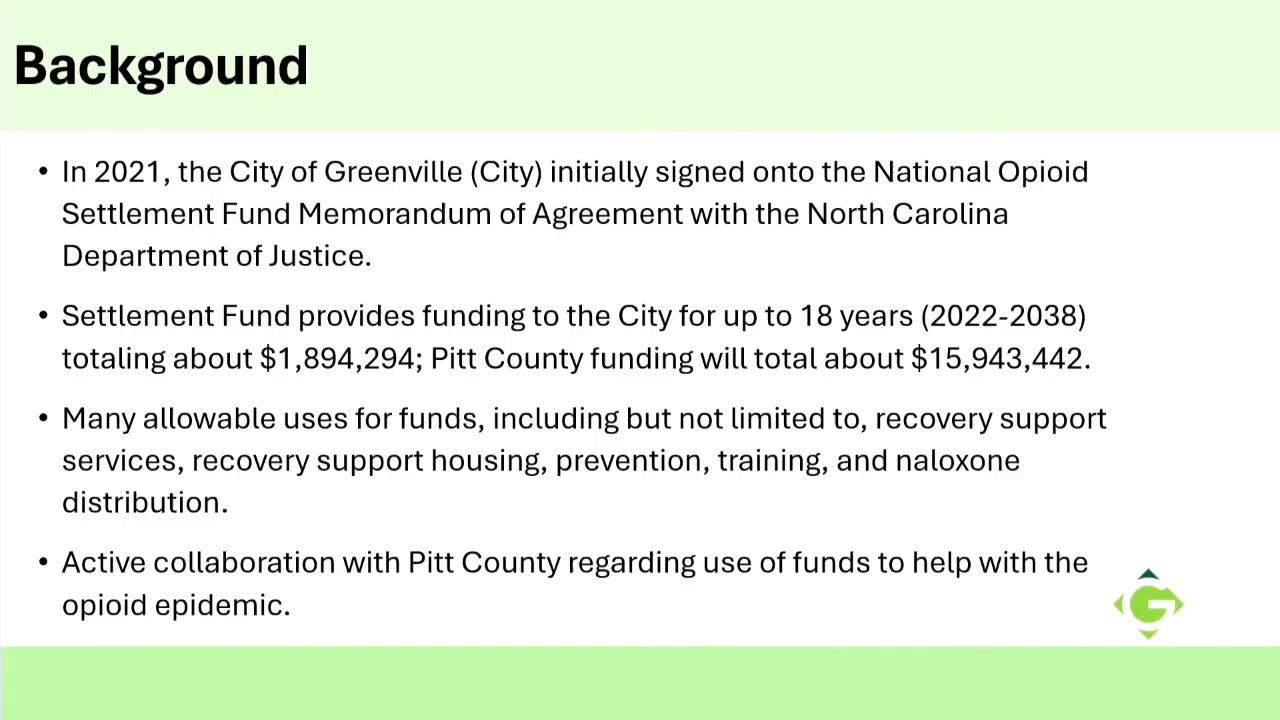 Background
• In 2021, the City of Greenville (City) initially signed onto the National Opioid
Settlement Fund Memorandum of Agreement with the North Carolina
Department of Justice.
• Settlement Fund provides funding to the City for up to 18 years (2022-2038)
totaling about $1,894,294; Pitt County funding will total about $15,943,442.
• Many allowable uses for funds, including but not limited to, recovery support
services, recovery support housing, prevention, training, and naloxone
distribution.
• Active collaboration with Pitt County regarding use of funds to help with the
opioid epidemic.
G